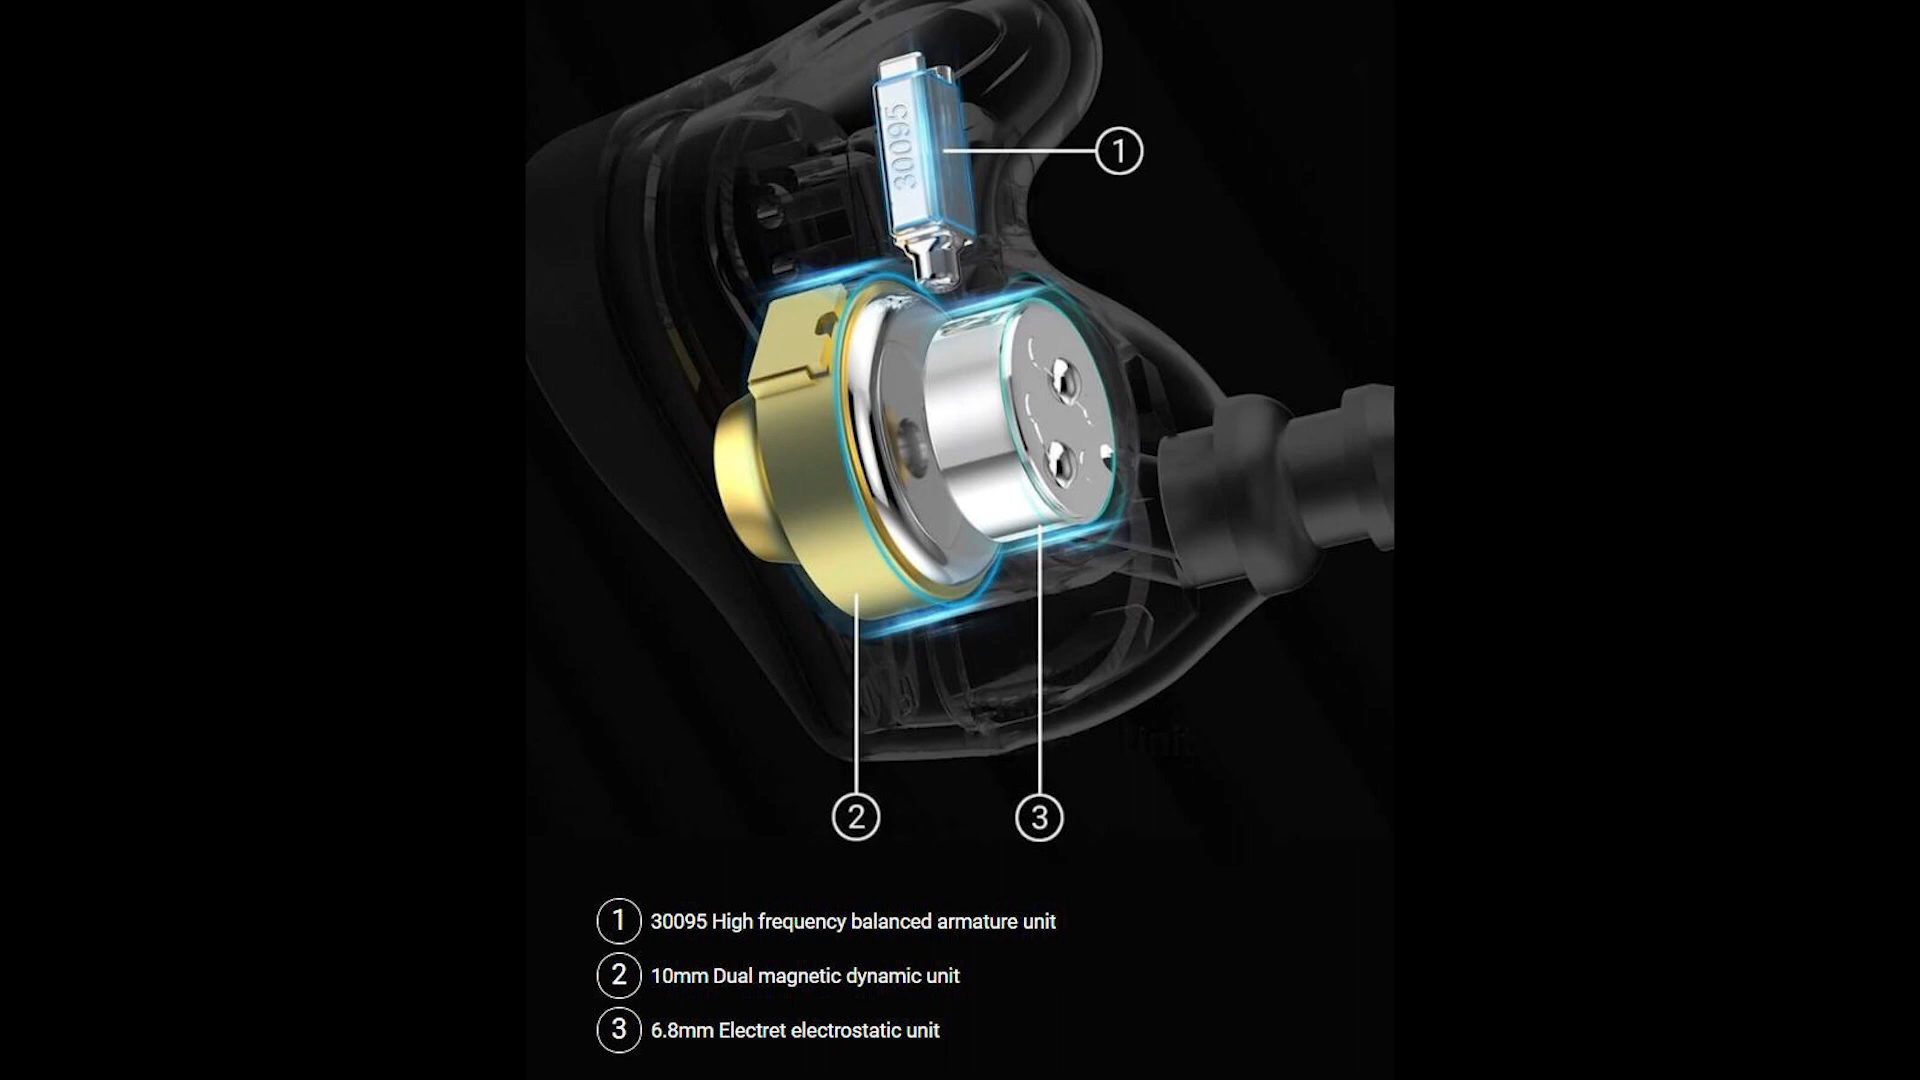 30095
1
2
3
1 30095 High frequency balanced armature unit
2 10mm Dual magnetic dynamic unit
3 6.8mm Electret electrostatic unit